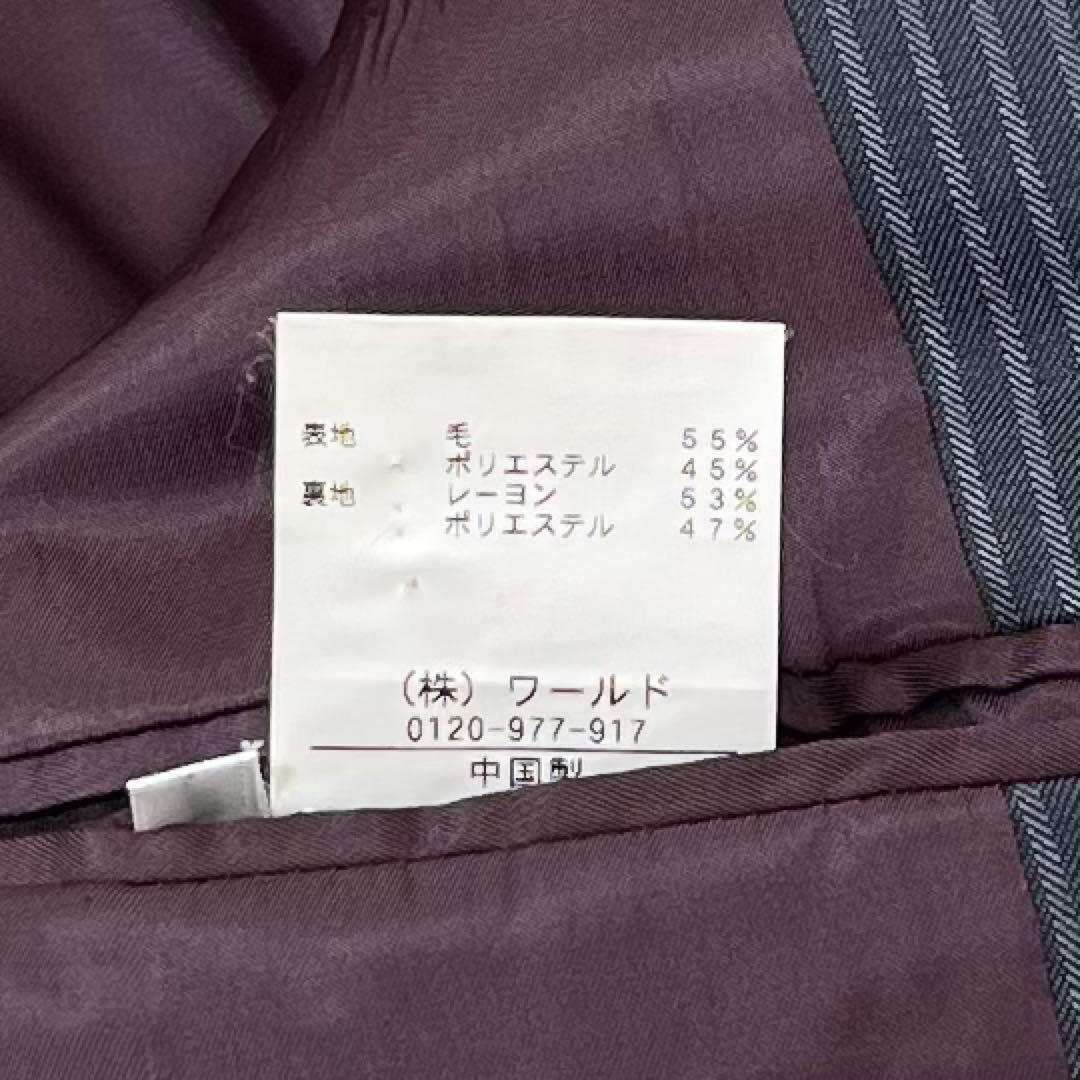 表地 毛 55%
ポリエステル 45%
裏地 レーヨン 53%
ポリエステル 47%
(株) ワールド
0120-977-917
中国製